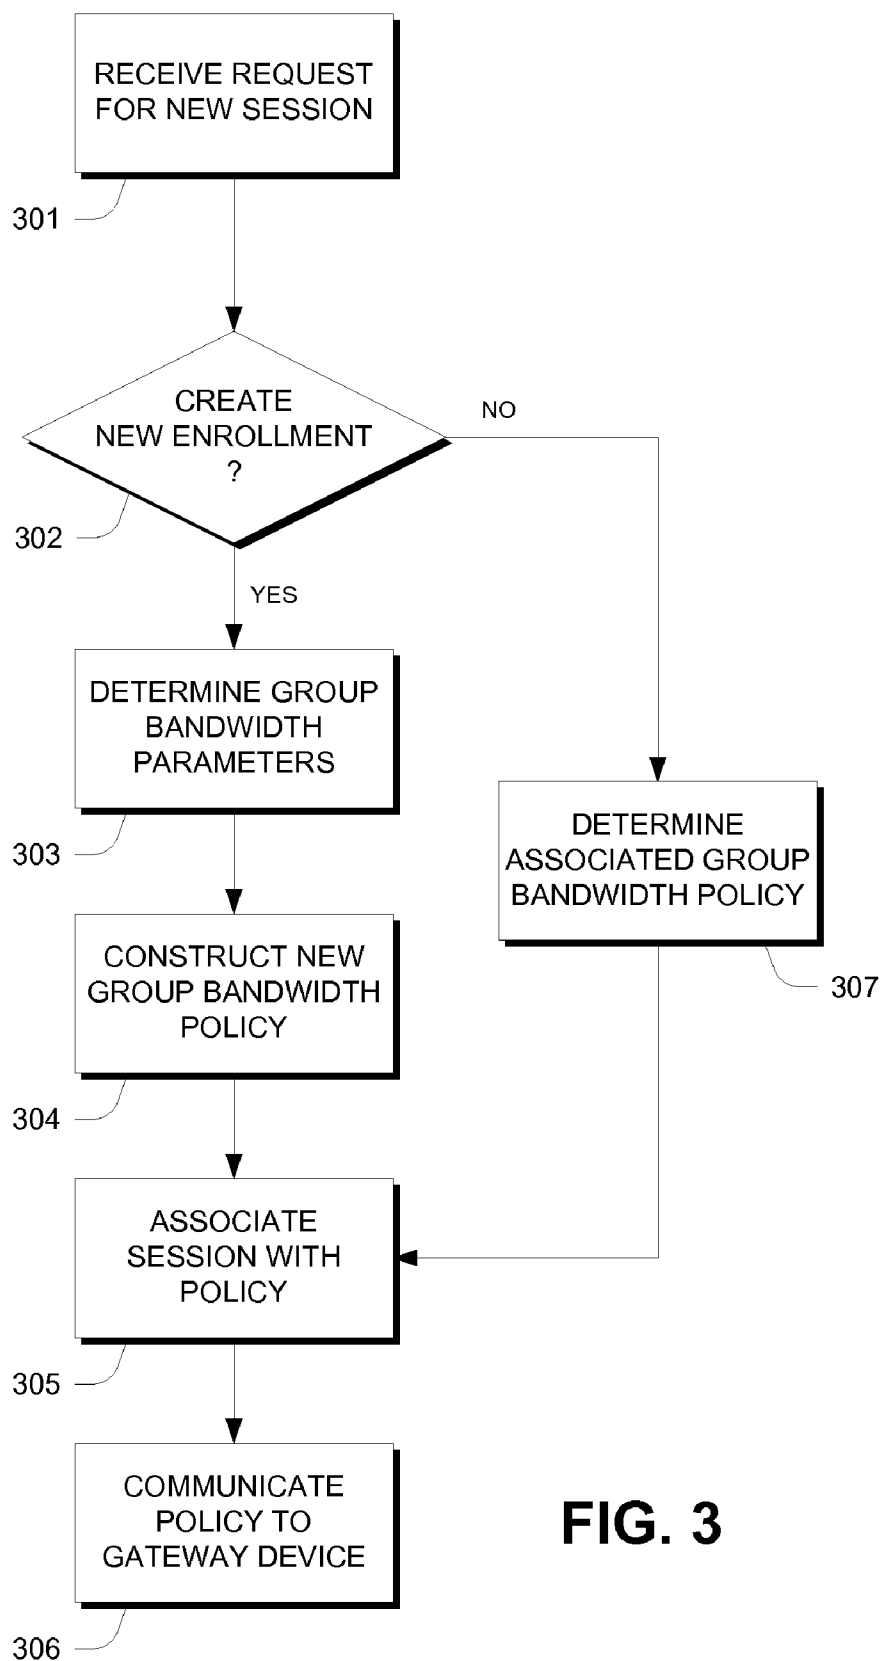 RECEIVE REQUEST
FOR NEW SESSION
301
CREATE
NEW ENROLLMENT
?
NO
302
YES
DETERMINE GROUP
BANDWIDTH
PARAMETERS
303
DETERMINE
ASSOCIATED GROUP
BANDWIDTH POLICY
307
CONSTRUCT NEW
GROUP BANDWIDTH
POLICY
304
ASSOCIATE
SESSION WITH
POLICY
305
COMMUNICATE
POLICY TO
GATEWAY DEVICE
306
FIG. 3